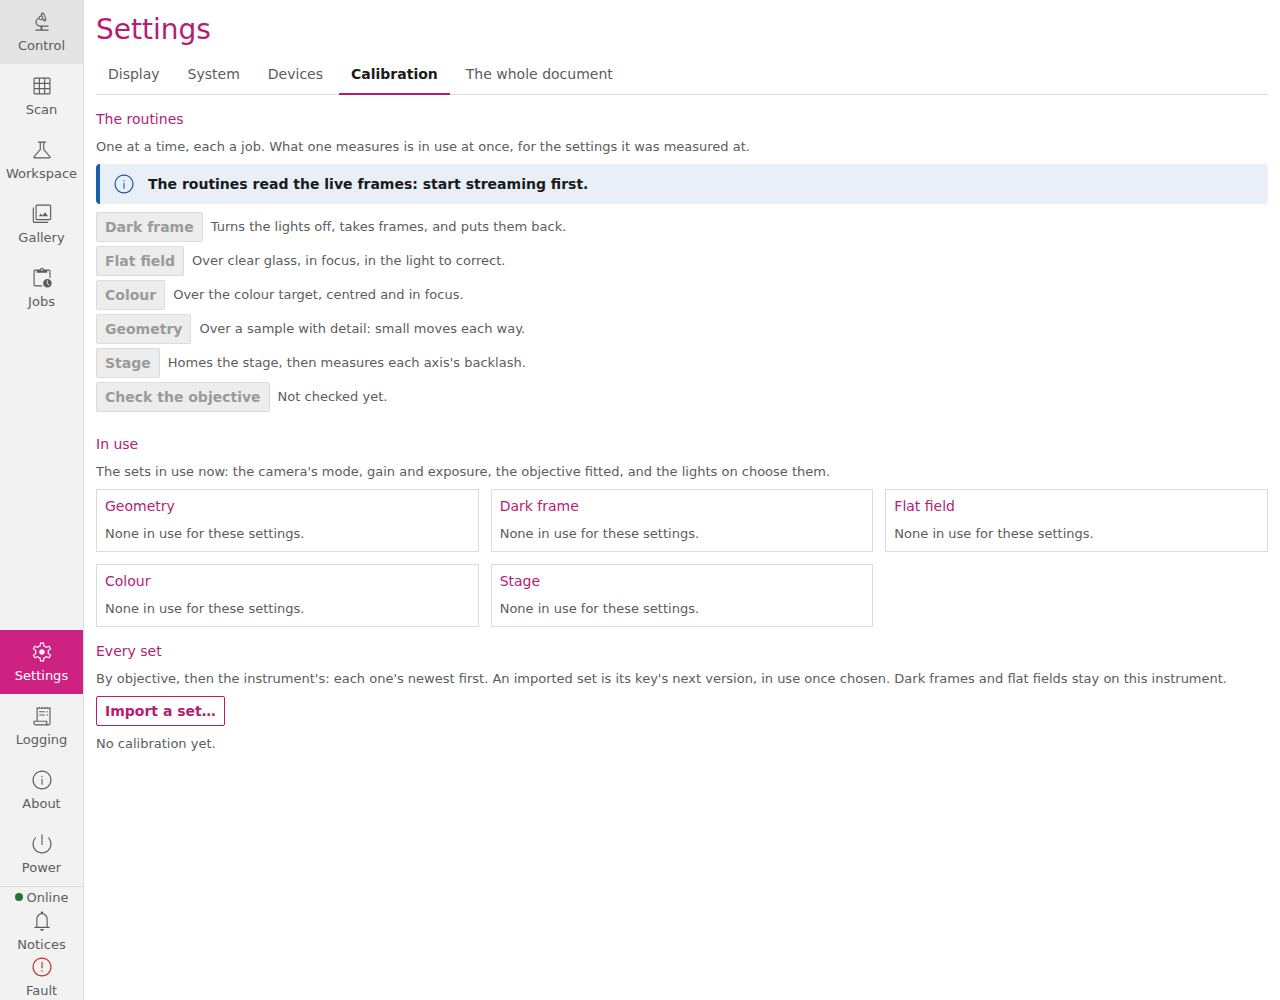 Control
Scan
Workspace
Gallery
Jobs
Settings
Logging
About
Power
Online
Notices
Fault
Settings
Display
System
Devices
Calibration
The whole document
The routines
One at a time, each a job. What one measures is in use at once, for the settings it was measured at.
The routines read the live frames: start streaming first.
Dark frame Turns the lights off, takes frames, and puts them back.
Flat field Over clear glass, in focus, in the light to correct.
Colour Over the colour target, centred and in focus.
Geometry Over a sample with detail: small moves each way.
Stage Homes the stage, then measures each axis's backlash.
Check the objective Not checked yet.
In use
The sets in use now: the camera's mode, gain and exposure, the objective fitted, and the lights on choose them.
Geometry
None in use for these settings.
Dark frame
None in use for these settings.
Flat field
None in use for these settings.
Colour
None in use for these settings.
Stage
None in use for these settings.
Every set
By objective, then the instrument's: each one's newest first. An imported set is its key's next version, in use once chosen. Dark frames and flat fields stay on this instrument.
Import a set...
No calibration yet.